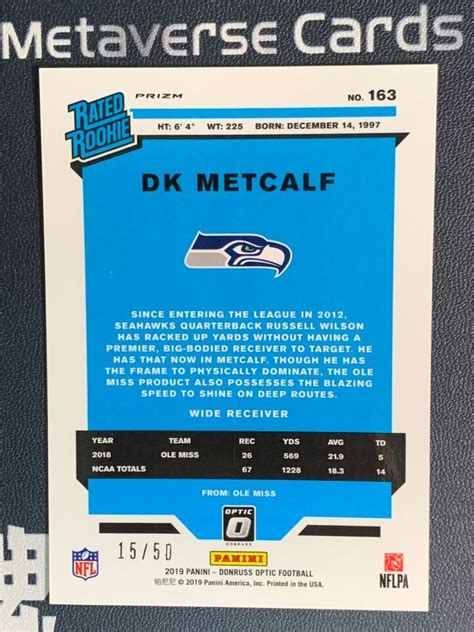 Metaverse Cards
RATED
ROOKIE
PRIZM
NO. 163
HT: 6' 4" WT: 225 BORN: DECEMBER 14, 1997
DK METCALF
SINCE ENTERING THE LEAGUE IN 2012,
SEAHAWKS QUARTERBACK RUSSELL WILSON
HAS RACKED UP YARDS WITHOUT HAVING A
PREMIER, BIG-BODIED RECEIVER TO TARGET. HE
HAS THAT NOW IN METCALF. THOUGH HE HAS
THE FRAME TO PHYSICALLY DOMINATE, THE OLE
MISS PRODUCT ALSO POSSESSES THE BLAZING
SPEED TO SHINE ON DEEP ROUTES.
WIDE RECEIVER
YEAR TEAM REC YDS AVG TD
2018 OLE MISS 26 569 21.9 5
NCAA TOTALS 67 1228 18.3 14
FROM: OLE MISS
OPTIC
DONRUSS
15/50
PANINI
NFL
NFLPA
2019 PANINI – DONRUSS OPTIC FOOTBALL
帕尼尼 © 2019 Panini America, Inc. Printed in the USA.